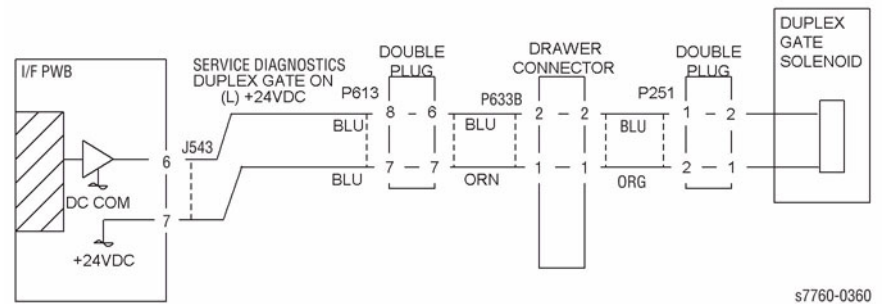 I/F PWB
DC COM
+24VDC
6
J543
7
SERVICE DIAGNOSTICS
DUPLEX GATE ON
(L) +24VDC
P613
BLU
BLU
DOUBLE
PLUG
8 - 6
7 - 7
P633B
BLU
ORN
DRAWER
CONNECTOR
2 - 2
1 - 1
P251
BLU
ORG
DOUBLE
PLUG
1 - 2
2 - 1
DUPLEX
GATE
SOLENOID
s7760-0360